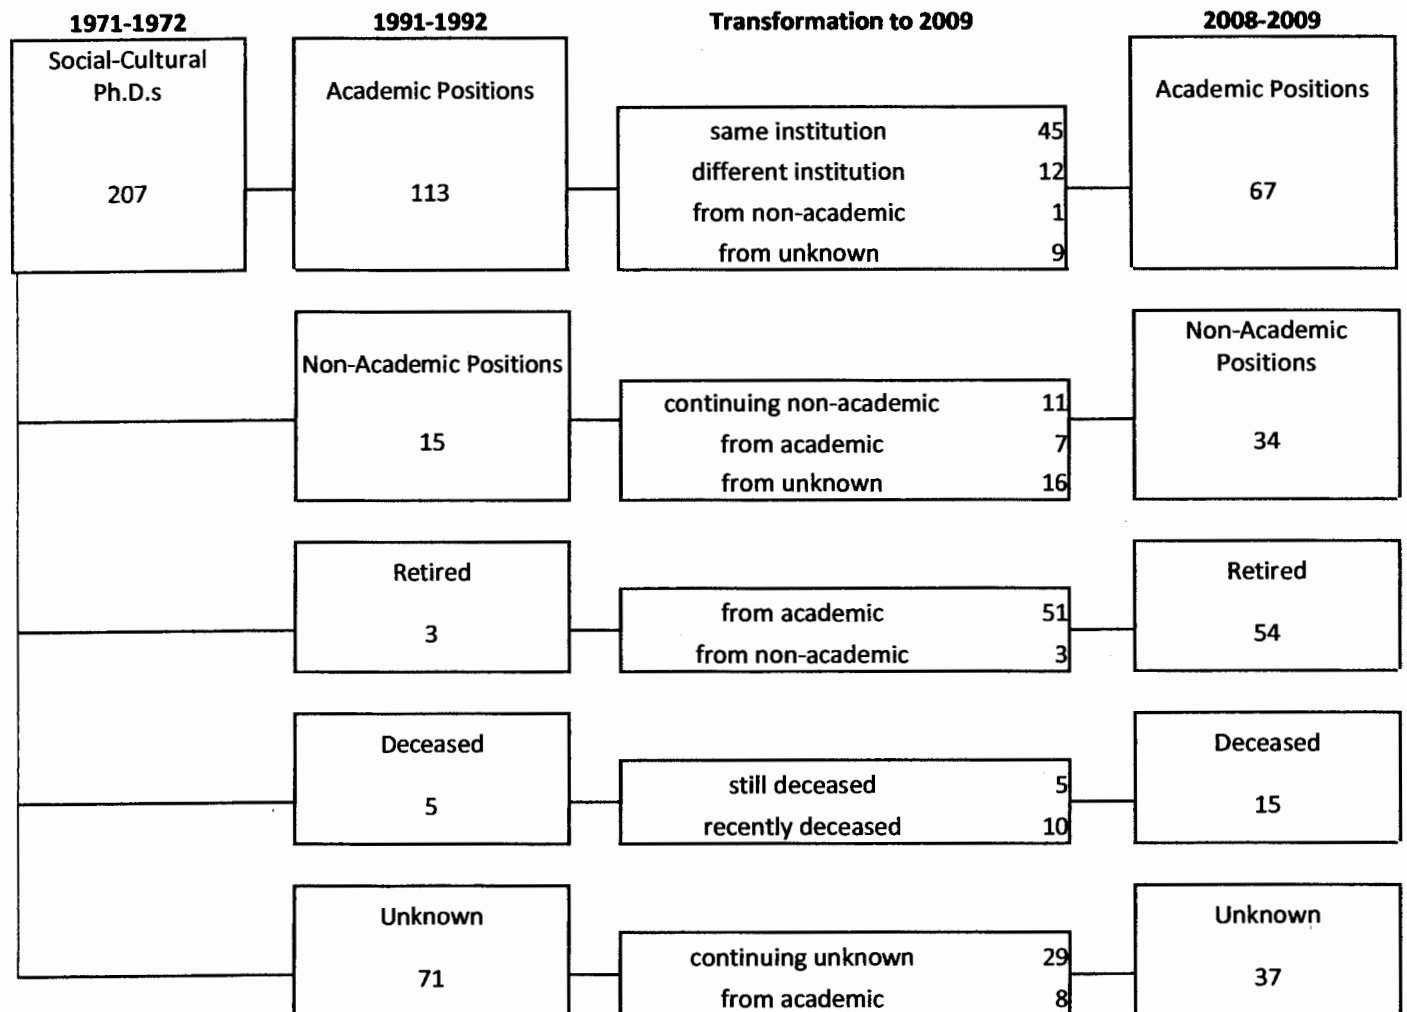 1971-1972
1991-1992
Transformation to 2009
2008-2009
Social-Cultural
Ph.D.s
207
Academic Positions
113
same institution 45
different institution 12
from non-academic 1
from unknown 9
Academic Positions
67
Non-Academic Positions
15
continuing non-academic 11
from academic 7
from unknown 16
Non-Academic
Positions
34
Retired
3
from academic 51
from non-academic 3
Retired
54
Deceased
5
still deceased 5
recently deceased 10
Deceased
15
Unknown
71
continuing unknown 29
from academic 8
Unknown
37